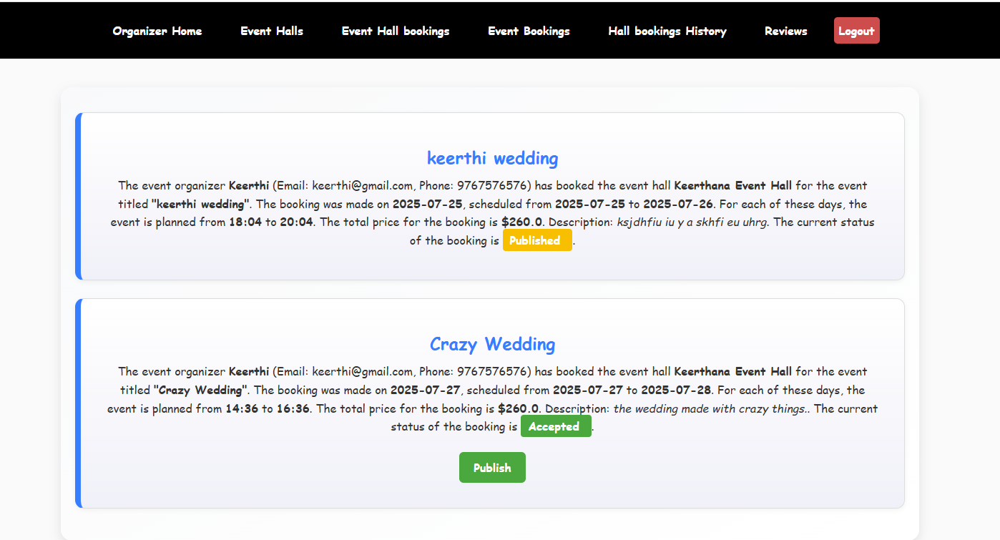 Organizer Home Event Halls Event Hall bookings Event Bookings Hall bookings History Reviews Logout
keerthi wedding
The event organizer Keerthi (Email: keerthi@gmail.com, Phone: 9767576576) has booked the event hall Keerthana Event Hall for the event
titled "keerthi wedding". The booking was made on 2025-07-25, scheduled from 2025-07-25 to 2025-07-26. For each of these days, the
event is planned from 18:04 to 20:04. The total price for the booking is $260.0. Description: ksjdhfiu iu y a skhfi eu uhrg. The current status
of the booking is Published .
Crazy Wedding
The event organizer Keerthi (Email: keerthi@gmail.com, Phone: 9767576576) has booked the event hall Keerthana Event Hall for the event
titled "Crazy Wedding". The booking was made on 2025-07-27, scheduled from 2025-07-27 to 2025-07-28. For each of these days, the
event is planned from 14:36 to 16:36. The total price for the booking is $260.0. Description: the wedding made with crazy things.. The current
status of the booking is Accepted .
Publish